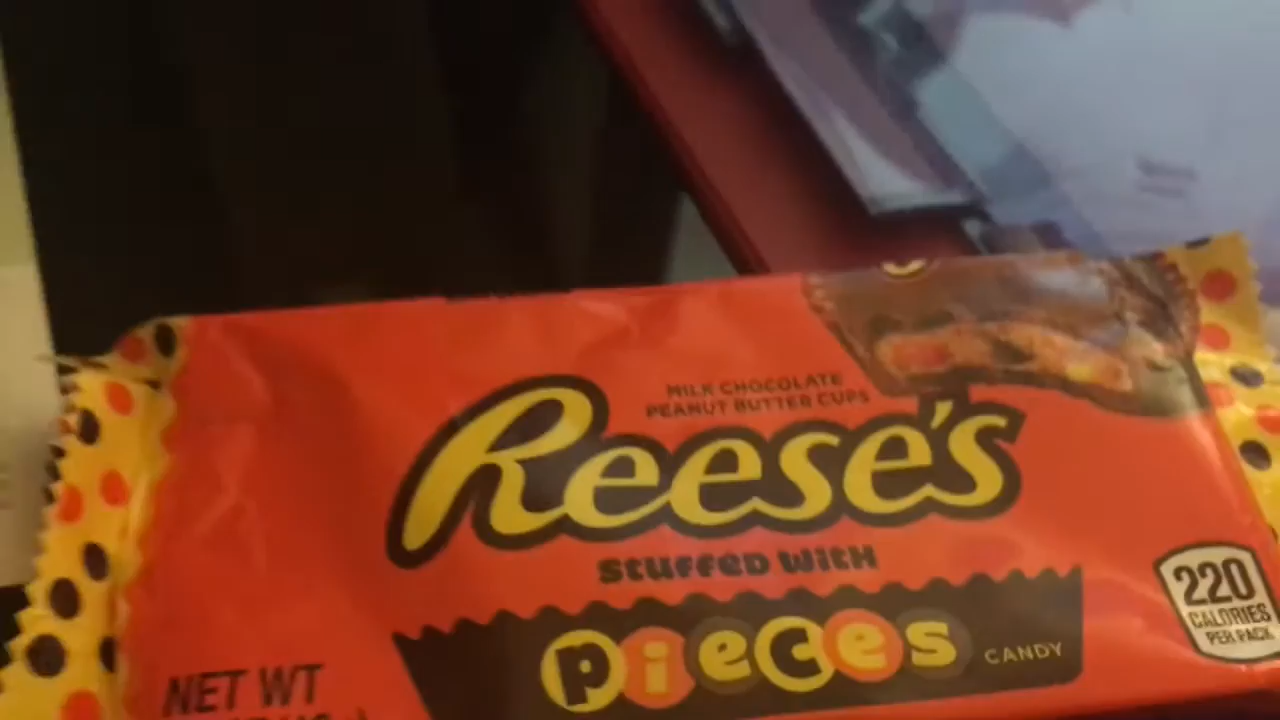 MILK CHOCOLATE
PEANUT BUTTER CUPS
Reese's
STUFFED WITH
pieces CANDY
220
CALORIES
PER PACK
NET WT